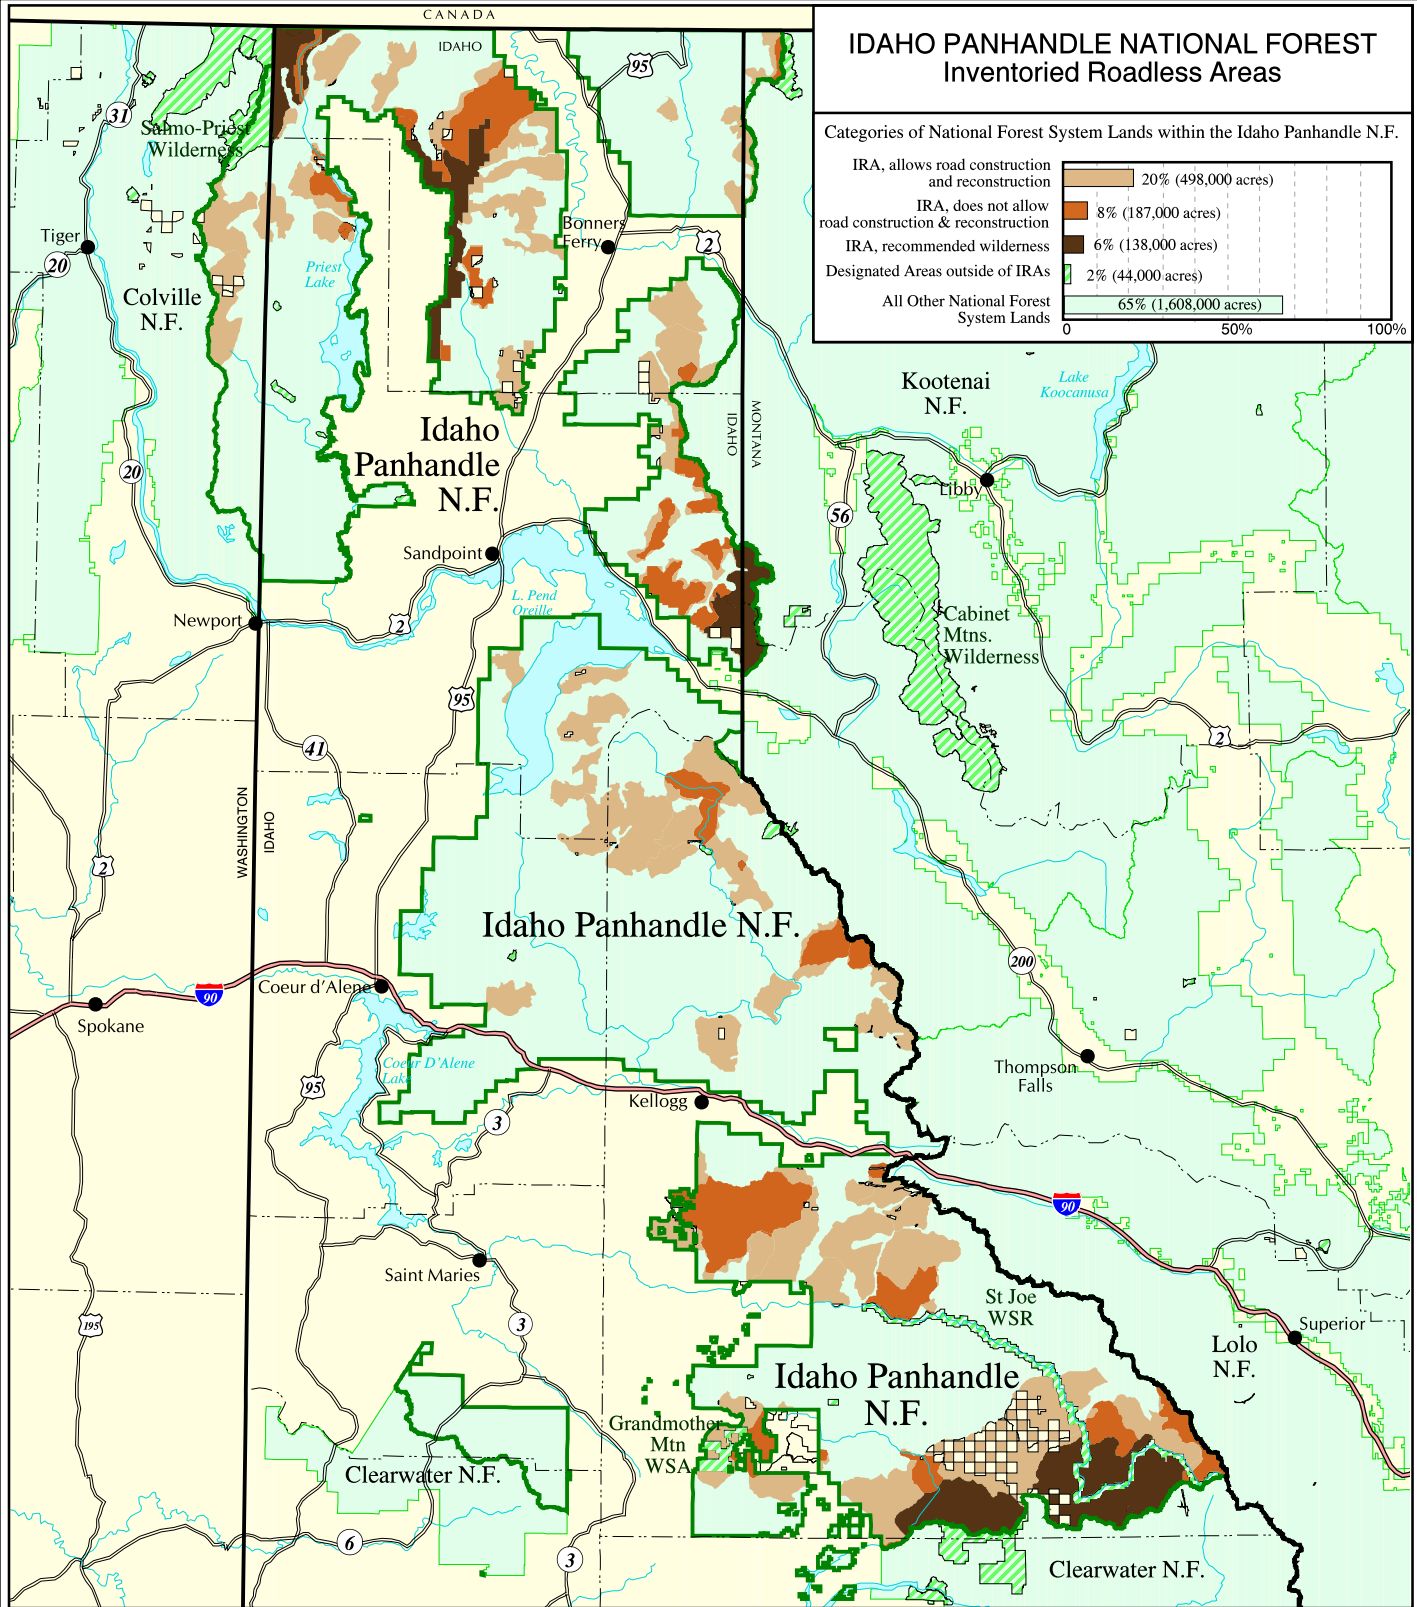 CANADA
IDAHO PANHANDLE NATIONAL FOREST
Inventoried Roadless Areas
Categories of National Forest System Lands within the Idaho Panhandle N.F.
IRA, allows road construction
and reconstruction
20% (498,000 acres)
IRA, does not allow
road construction & reconstruction
8% (187,000 acres)
IRA, recommended wilderness
6% (138,000 acres)
Designated Areas outside of IRAs
2% (44,000 acres)
All Other National Forest
System Lands
65% (1,608,000 acres)
0
50%
100%
IDAHO
95
31
Salmo-Priest
Wilderness
Tiger
20
Colville
N.F.
Priest
Lake
Bonners
Ferry
2
Kootenai
N.F.
Lake
Koocanusa
Idaho
Panhandle
N.F.
IDAHO
MONTANA
20
Libby
56
Sandpoint
L. Pend
Oreille
Newport
2
Cabinet
Mtns.
Wilderness
95
41
2
WASHINGTON
IDAHO
2
Idaho Panhandle N.F.
200
Coeur d'Alene
90
Spokane
Coeur D'Alene
Lake
95
Thompson
Falls
Kellogg
3
90
Saint Maries
St Joe
WSR
3
195
Superior
Lolo
N.F.
Idaho Panhandle
N.F.
Grandmother
Mtn
WSA
Clearwater N.F.
6
3
Clearwater N.F.